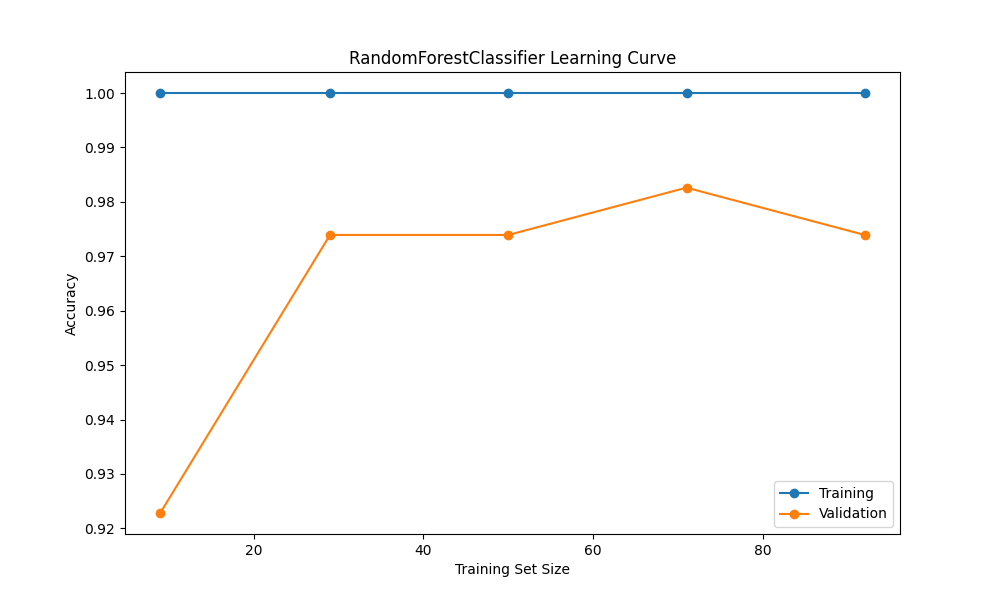 RandomForestClassifier Learning Curve
1.00
0.99
0.98
0.97
0.96
0.95
0.94
0.93
0.92
Accuracy
20 40 60 80
Training Set Size
Training
Validation